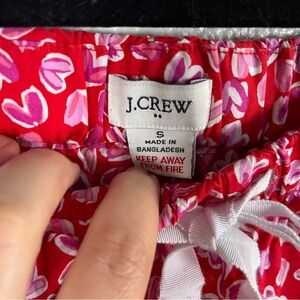 J.CREW
S
MADE IN
BANGLADESH
KEEP AWAY
FROM FIRE